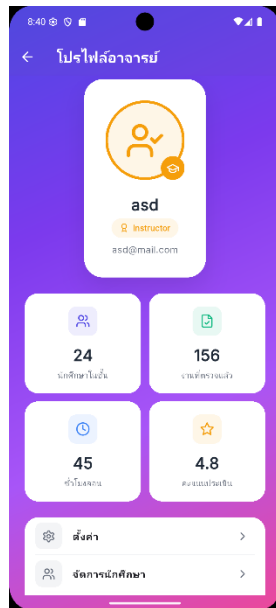 8:40
โปรไฟล์อาจารย์
asd
Instructor
asd@mail.com
24
นักศึกษาในชั้น
156
งานที่ตรวจแล้ว
45
ชั่วโมงสอน
4.8
คะแนนประเมิน
ตั้งค่า
จัดการนักศึกษา